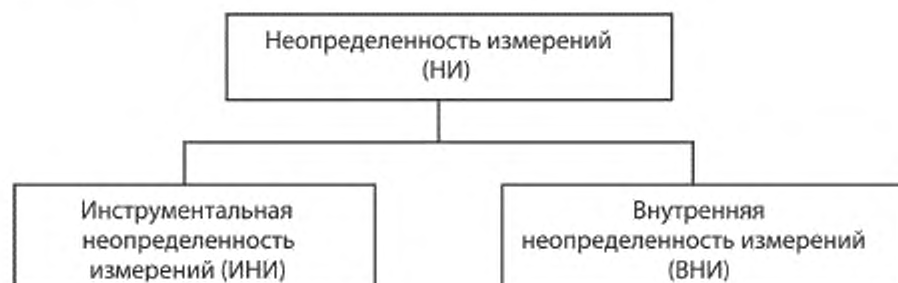 Неопределенность измерений
(НИ)
Инструментальная
неопределенность
измерений (ИНИ)
Внутренняя
неопределенность измерений
(ВНИ)